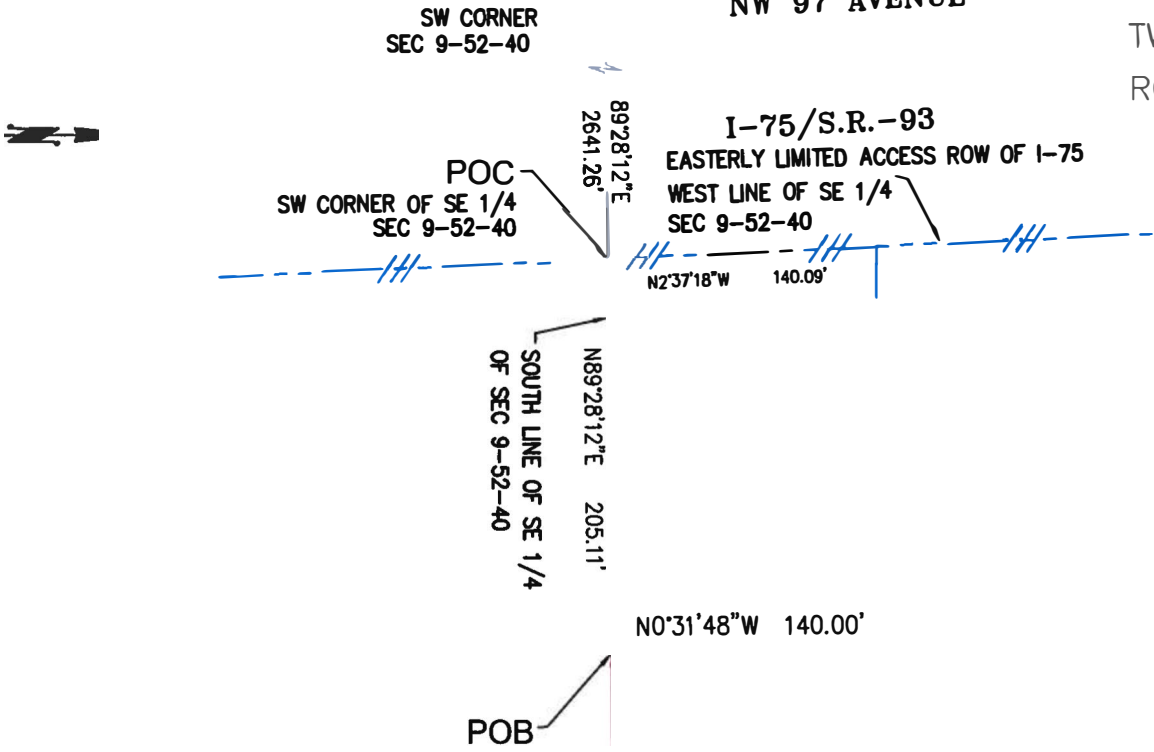 SW CORNER
SEC 9-52-40
NW 97 AVENUE
89°28'12"E
2641.26'
I-75/S.R.-93
EASTERLY LIMITED ACCESS ROW OF I-75
WEST LINE OF SE 1/4
SEC 9-52-40
POC
SW CORNER OF SE 1/4
SEC 9-52-40
N2°37'18"W 140.09'
N89°28'12"E 205.11'
SOUTH LINE OF SE 1/4
OF SEC 9-52-40
N0°31'48"W 140.00'
POB